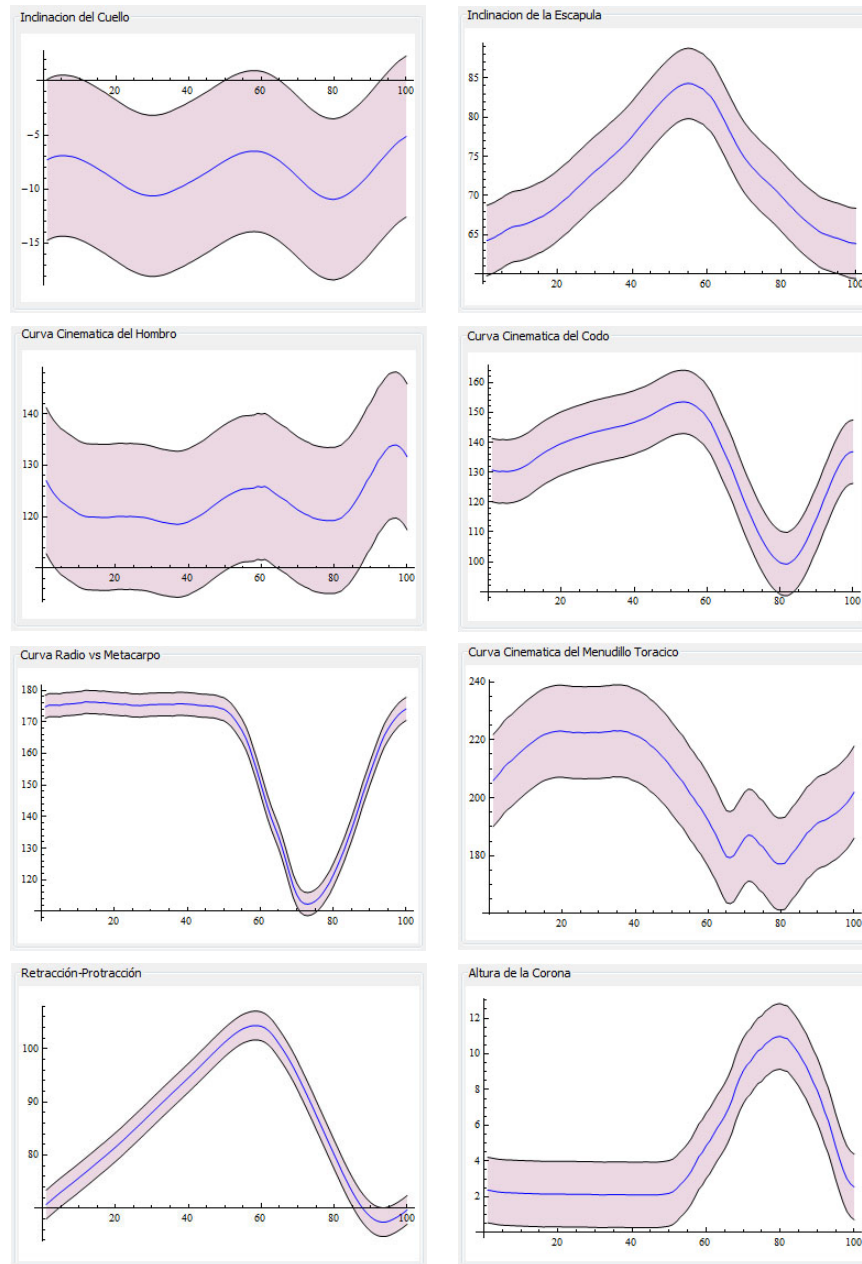 Inclinacion del Cuello
20 40 60 80 100
-5
-10
-15
Inclinacion de la Escapula
85
80
75
70
65
20 40 60 80 100
Curva Cinematica del Hombro
140
130
120
20 40 60 80 100
Curva Cinematica del Codo
160
150
140
130
120
110
100
90
20 40 60 80 100
Curva Radio vs Metacarpo
180
170
160
150
140
130
120
20 40 60 80 100
Curva Cinematica del Menudillo Toracico
240
220
200
180
20 40 60 80 100
Retracción-Protracción
100
90
80
20 40 60 80 100
Altura de la Corona
12
10
8
6
4
2
20 40 60 80 100